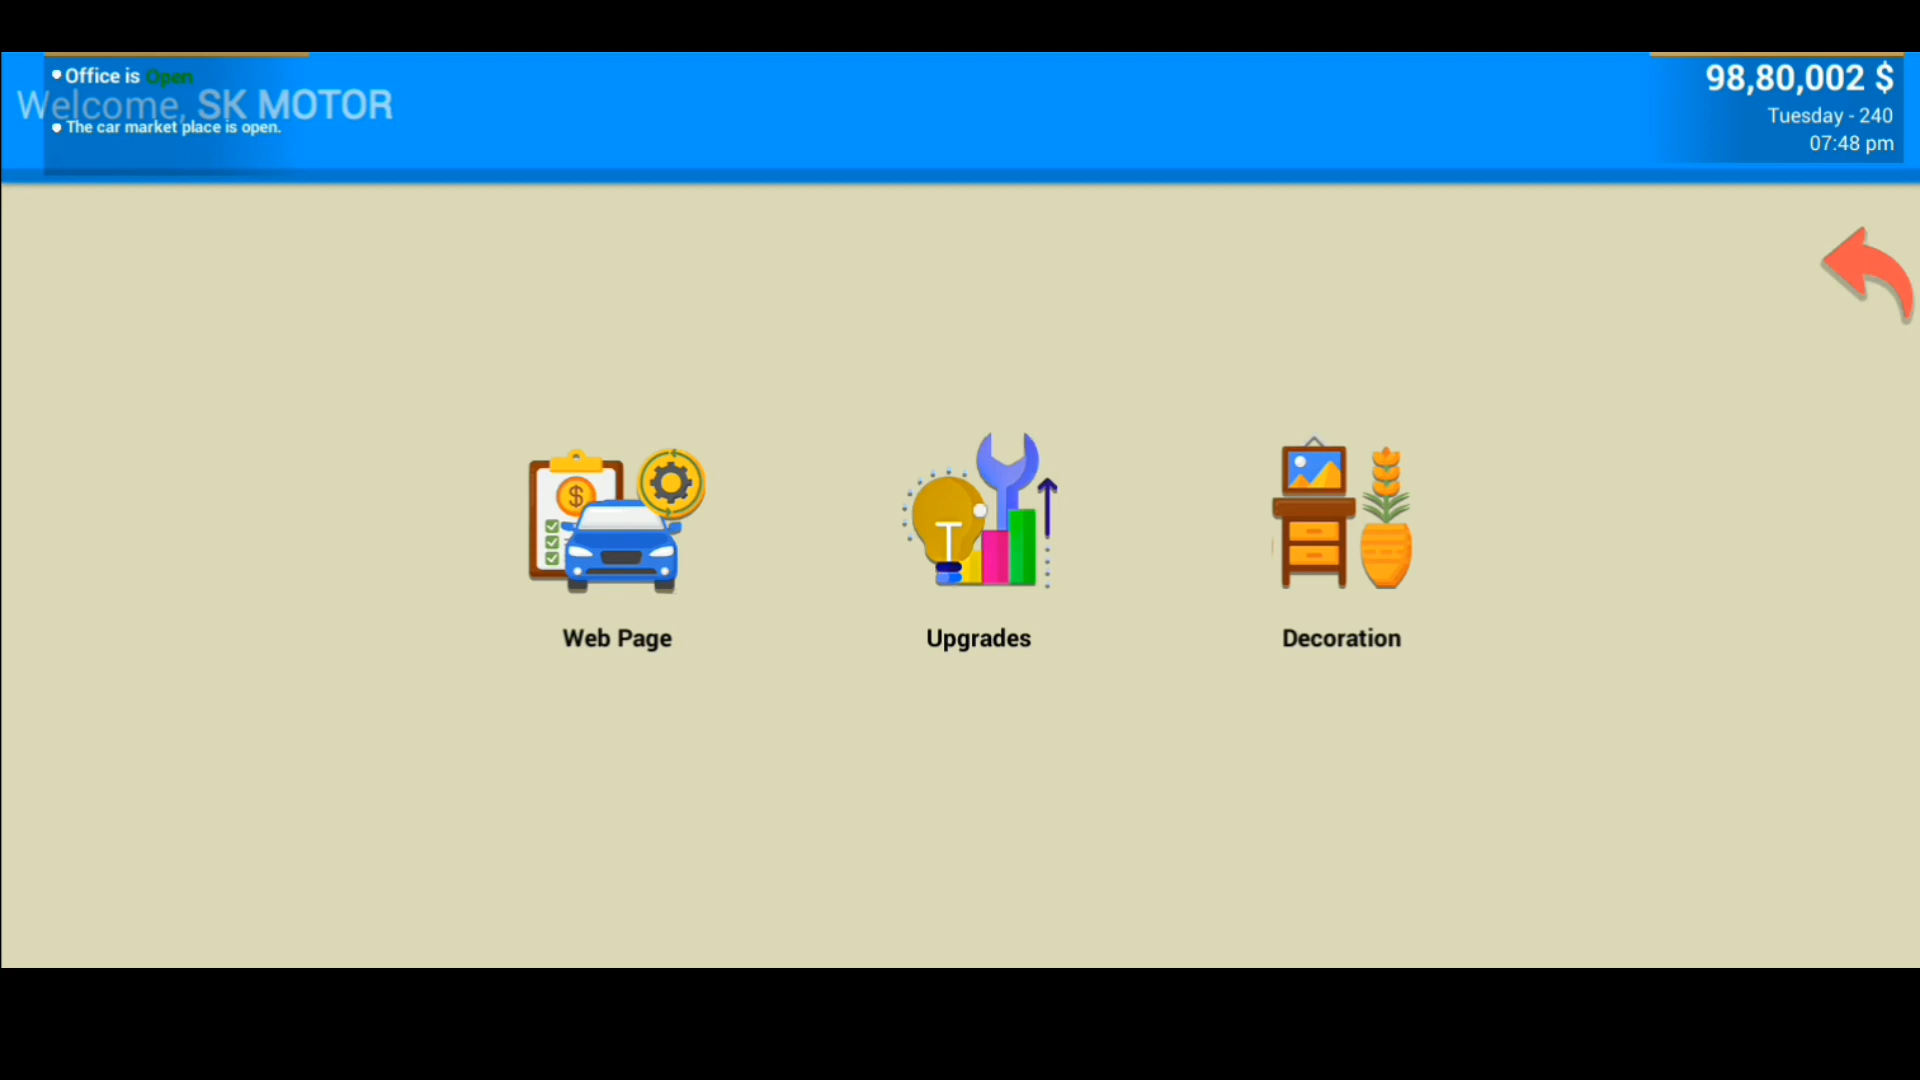 Office is Open
Welcome, SK MOTOR
The car market place is open.
98,80,002 $
Tuesday - 240
07:48 pm
$
Web Page
Upgrades
Decoration